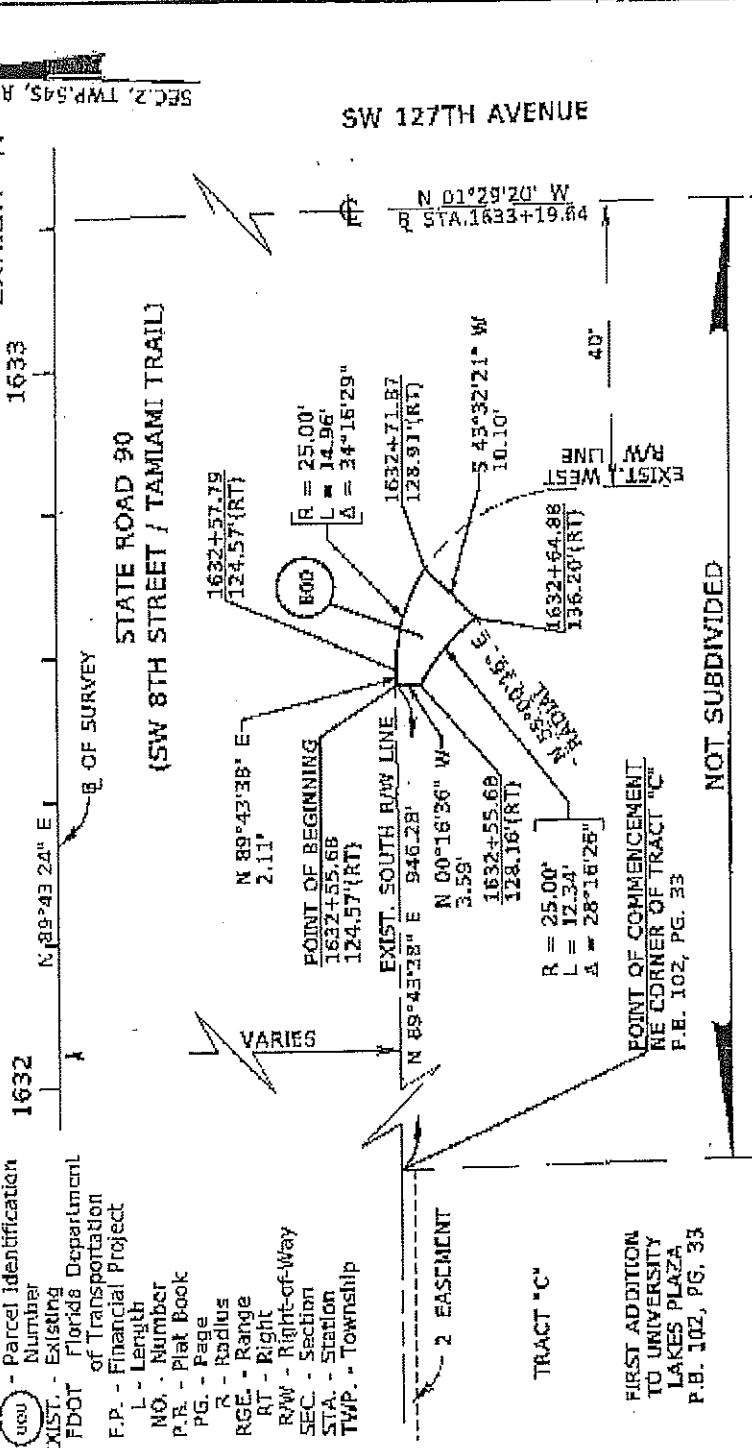 - Parcel Identification
Number
XIST. - Existing
FDOT Florida Department
of Transportation
F.P. - Financial Project
L - Length
NO. - Number
P.B. - Plat Book
PG. - Page
R - Radius
RGE. - Range
RT - Right
R/W - Right-of-Way
SEC. - Section
STA. - Station
TWP. - Township
1632
1633
SEC.2, TWP.54S, R
N 89°43'24" E
B OF SURVEY
STATE ROAD 90
(SW 8TH STREET / TAMIAMI TRAIL)
SW 127TH AVENUE
N 01°29'20" W
STA.1633+19.64
1632+57.79
124.57'(RT)
R = 25.00'
L = 14.96'
Δ = 34°16'29"
1632+71.87
128.91'(RT)
S 43°32'21" W
10.10'
40'
EXIST. WEST
R/W LINE
1632+64.88
136.20'(RT)
N 89°43'38" E
2.11'
POINT OF BEGINNING
1632+55.68
124.57'(RT)
EXIST. SOUTH R/W LINE
N 89°43'38" E 946.28'
VARIES
N 00°16'36" W
3.59'
1632+55.68
128.16'(RT)
RADIAL
R = 25.00'
L = 12.34'
Δ = 28°16'26"
POINT OF COMMENCEMENT
NE CORNER OF TRACT "C"
P.B. 102, PG. 33
NOT SUBDIVIDED
2 EASEMENT
TRACT "C"
FIRST ADDITION
TO UNIVERSITY
LAKES PLAZA
P.B. 102, PG. 33